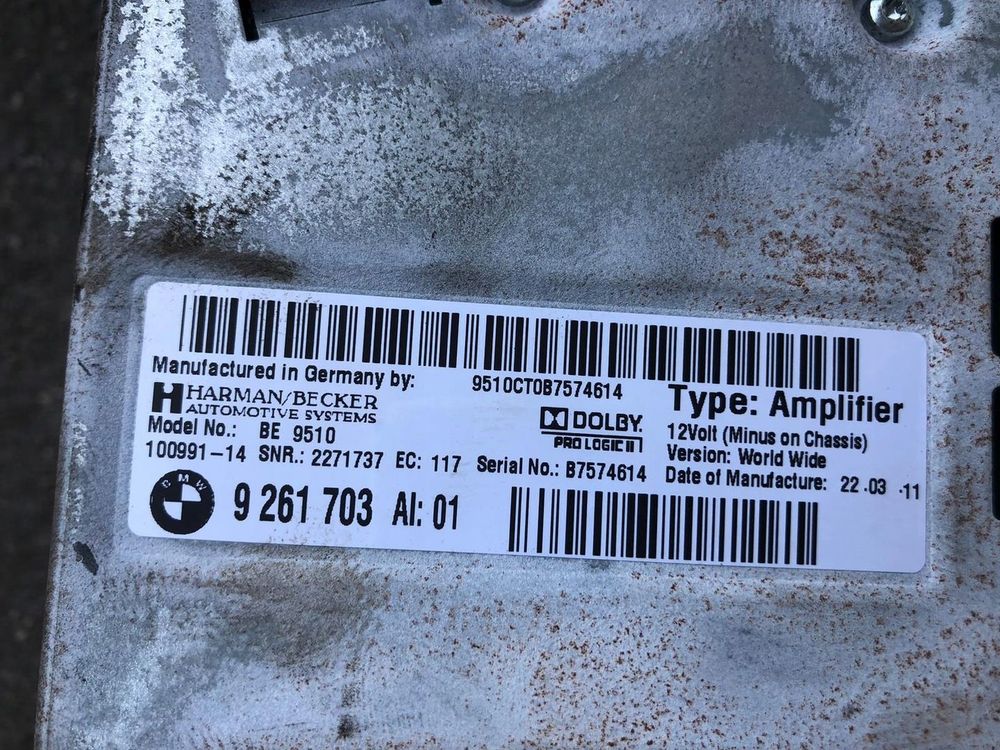 Manufactured in Germany by:
9510CT0B7574614
HARMAN/BECKER
AUTOMOTIVE SYSTEMS
Model No.: BE 9510
100991-14 SNR.: 2271737 EC: 117
DOLBY
PRO LOGIC II
Serial No.: B7574614
Type: Amplifier
12Volt (Minus on Chassis)
Version: World Wide
Date of Manufacture: 22.03.11
BMW
9 261 703 AI: 01